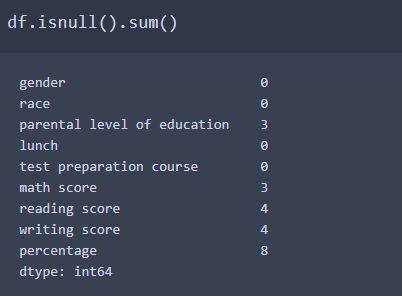 df.isnull().sum()
gender 0
race 0
parental level of education 3
lunch 0
test preparation course 0
math score 3
reading score 4
writing score 4
percentage 8
dtype: int64